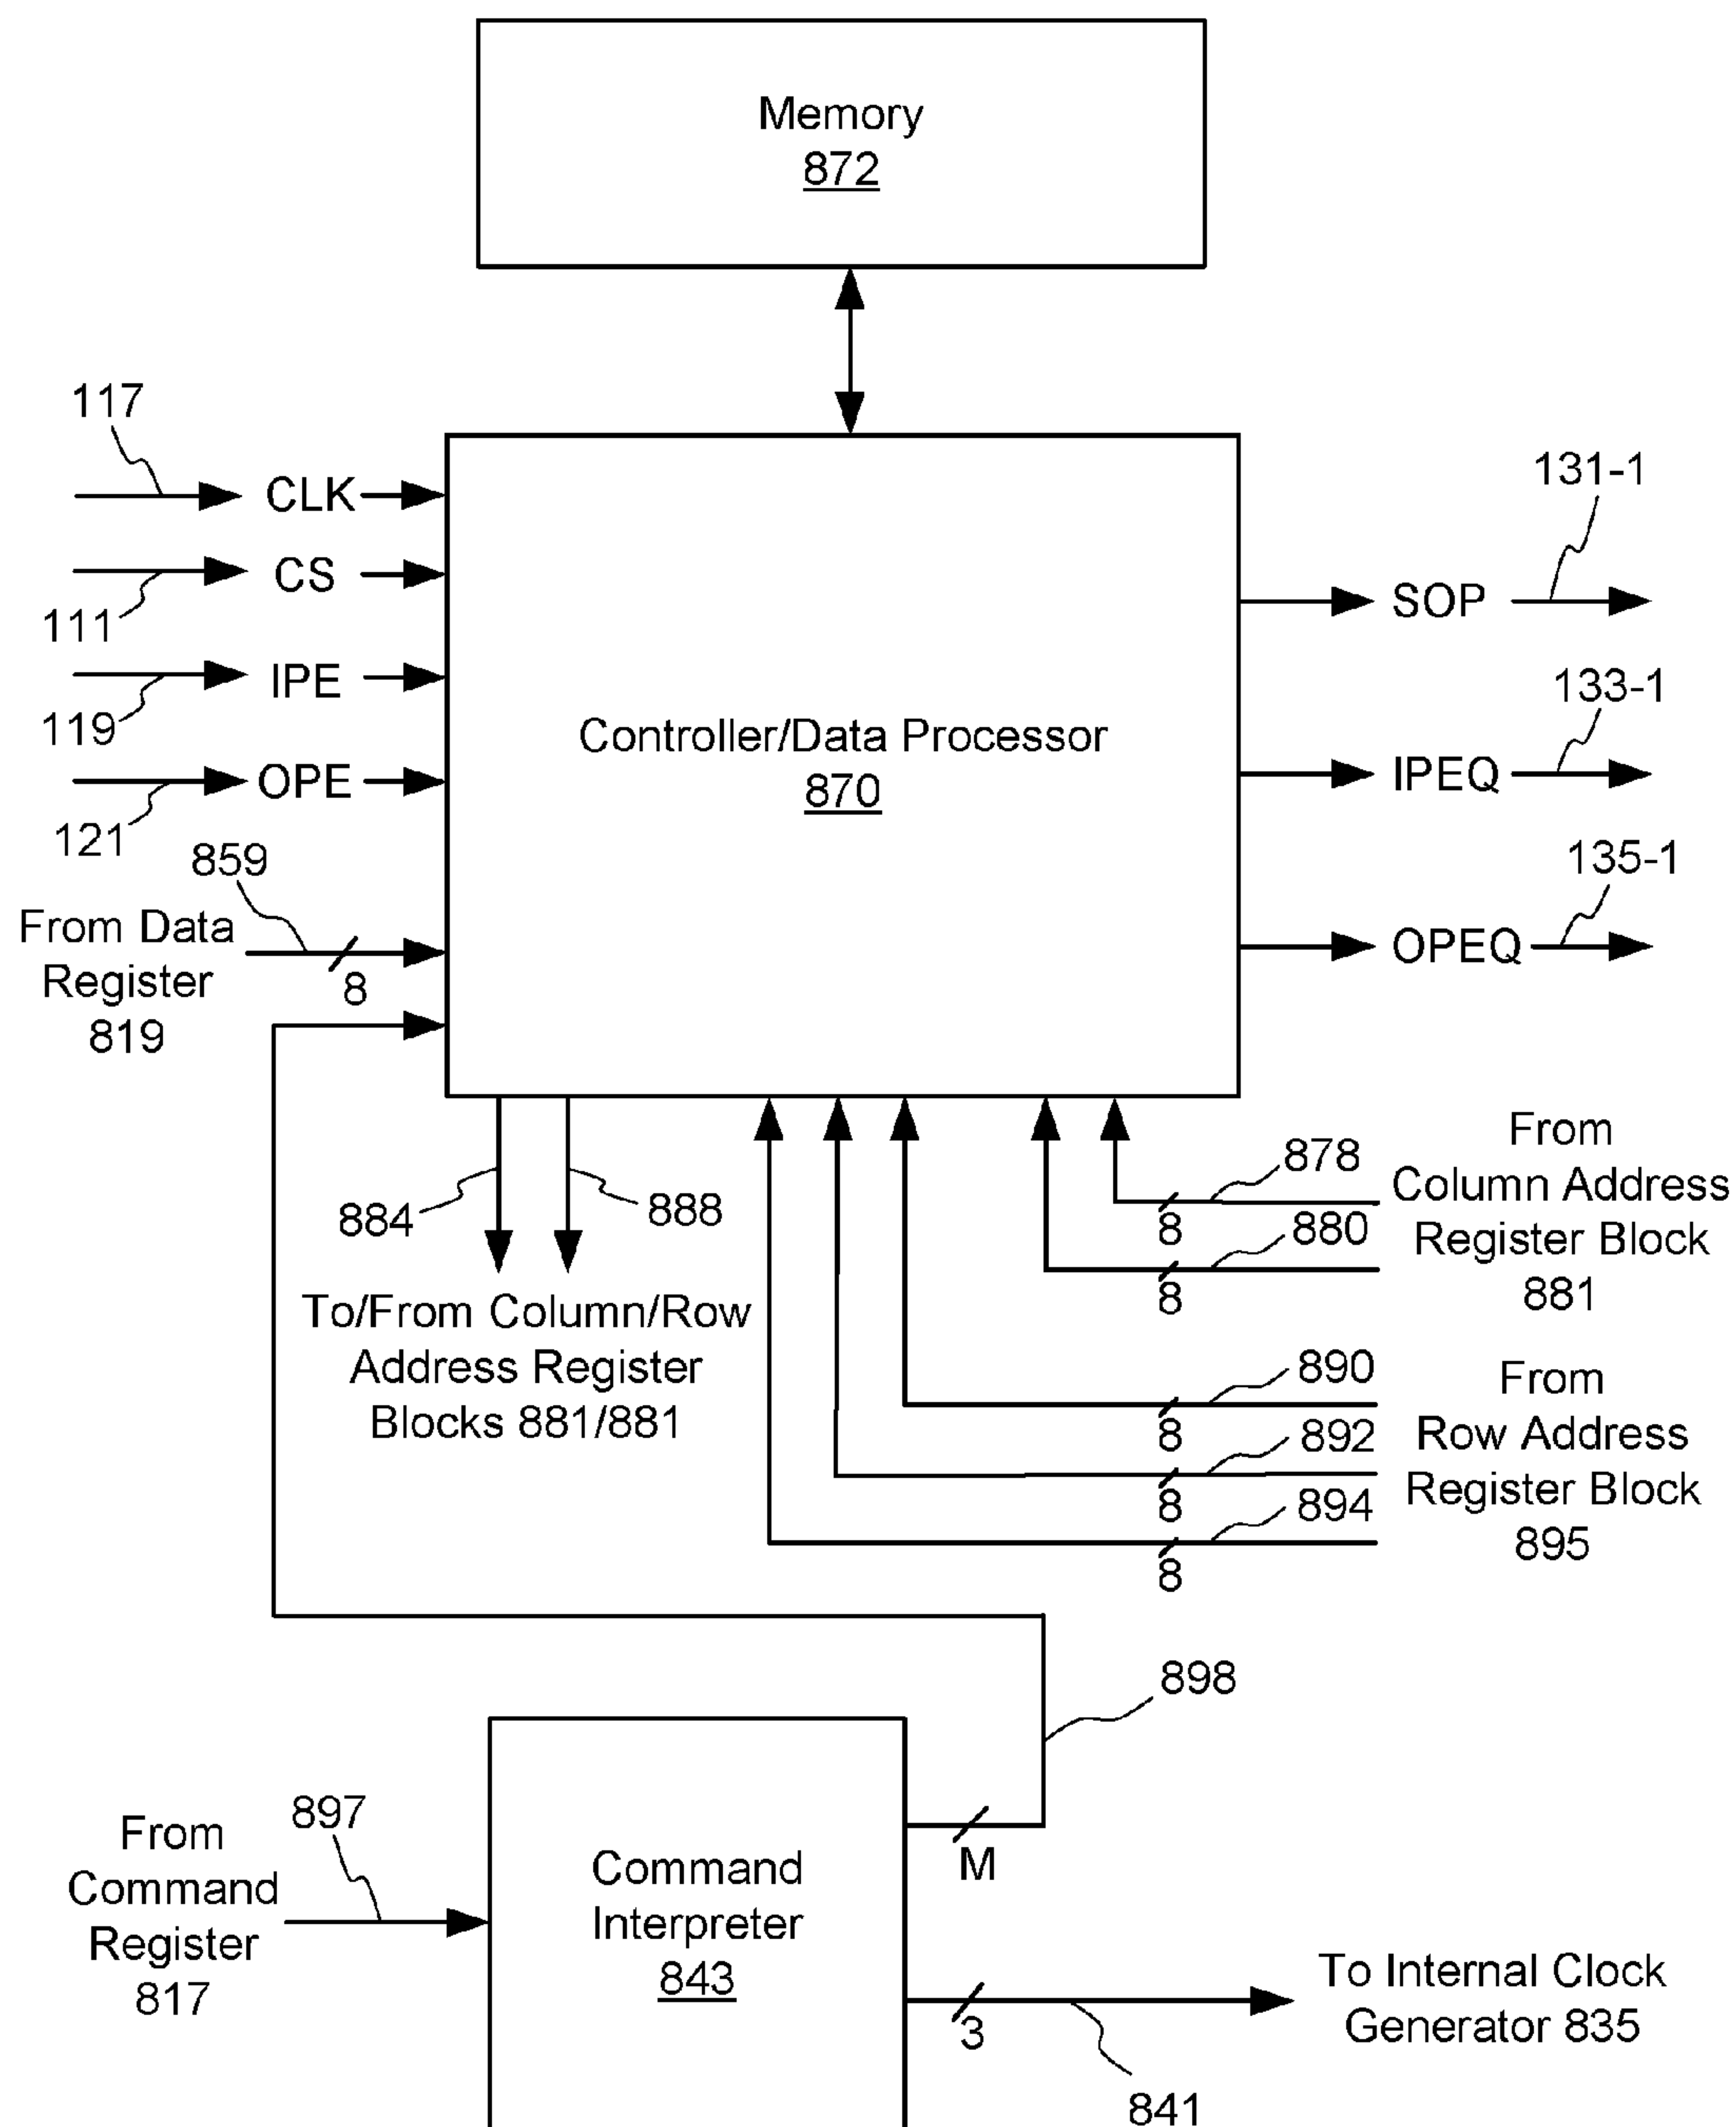 Memory
872
117
CLK
CS
111
IPE
119
OPE
121
859
From Data
Register
819
8
Controller/Data Processor
870
131-1
SOP
133-1
IPEQ
135-1
OPEQ
884
888
To/From Column/Row
Address Register
Blocks 881/881
878
8
880
8
From
Column Address
Register Block
881
890
8
892
8
894
8
From
Row Address
Register Block
895
898
M
From
Command
Register
817
897
Command
Interpreter
843
3
841
To Internal Clock
Generator 835